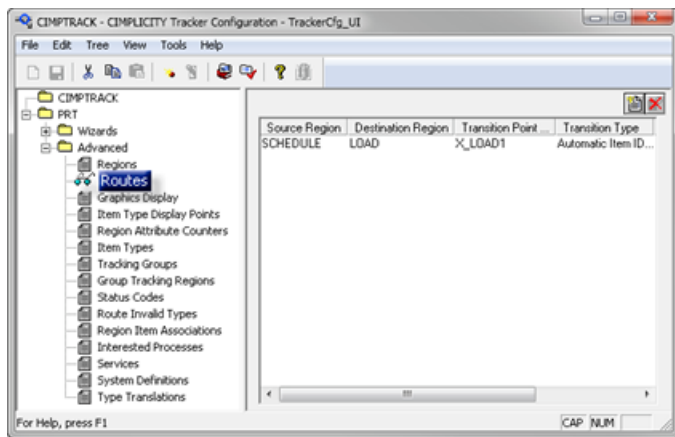 CIMPTRACK - CIMPLICITY Tracker Configuration - TrackerCfg_UI
File Edit Tree View Tools Help
CIMPTRACK
PRT
Wizards
Advanced
Regions
Routes
Graphics Display
Item Type Display Points
Region Attribute Counters
Item Types
Tracking Groups
Group Tracking Regions
Status Codes
Route Invalid Types
Region Item Associations
Interested Processes
Services
System Definitions
Type Translations
Source Region Destination Region Transition Point ... Transition Type
SCHEDULE LOAD X_LOAD1 Automatic Item ID...
For Help, press F1 CAP NUM